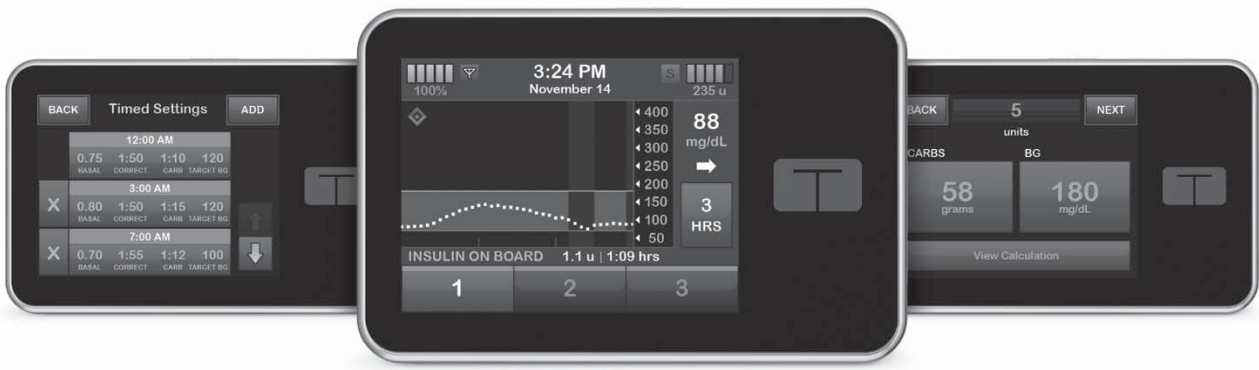 BACK Timed Settings ADD
12:00 AM
0.75 1:50 1:10 120
BASAL CORRECT CARB TARGET BG
3:00 AM
X 0.80 1:50 1:15 120
BASAL CORRECT CARB TARGET BG
7:00 AM
X 0.70 1:55 1:12 100
BASAL CORRECT CARB TARGET BG
3:24 PM S
100% November 14 235 u
400
350
300
250
200
150
100
50
88
mg/dL
3
HRS
INSULIN ON BOARD 1.1 u | 1:09 hrs
1 2 3
BACK 5 NEXT
units
CARBS BG
58 180
grams mg/dL
View Calculation